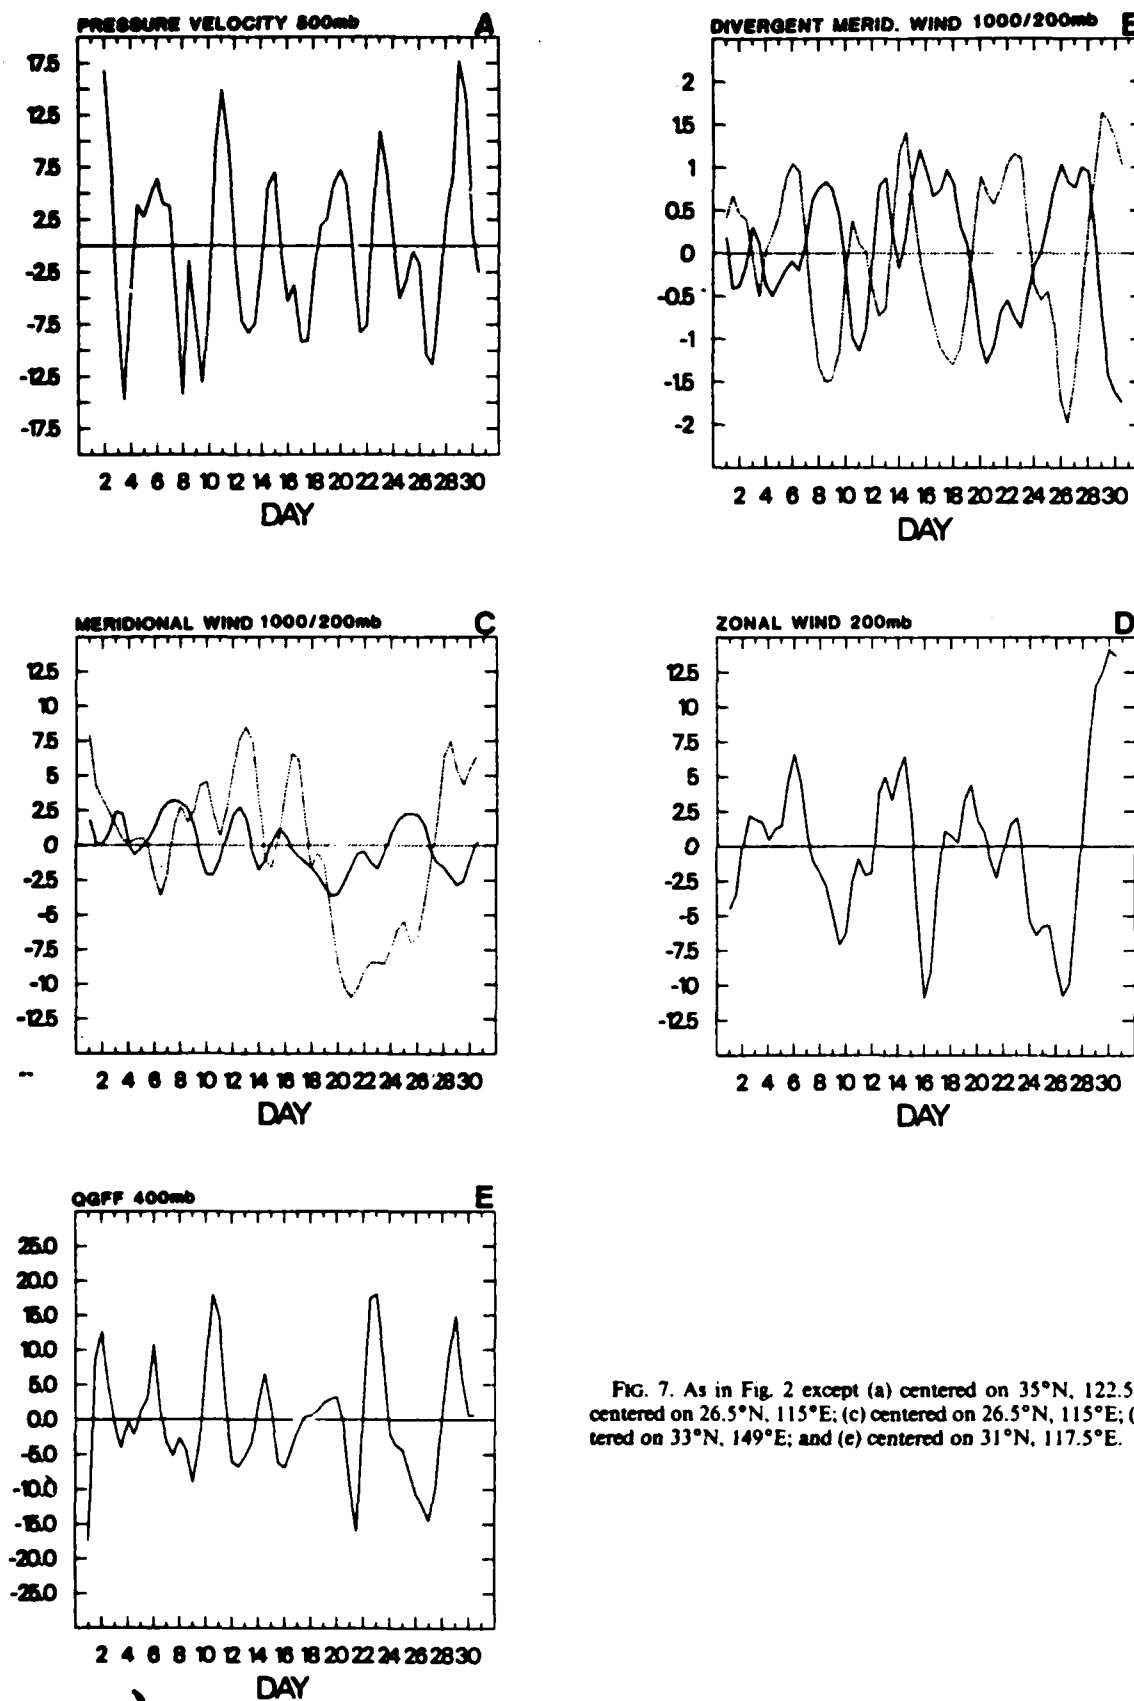 PRESSURE VELOCITY 500mb A
17.5
12.5
7.5
2.5
-2.5
-7.5
-12.5
-17.5
2 4 6 8 10 12 14 16 18 20 22 24 26 28 30
DAY
DIVERGENT MERID. WIND 1000/200mb
2
1.5
1
0.5
0
-0.5
-1
-1.5
-2
2 4 6 8 10 12 14 16 18 20 22 24 26 28 30
DAY
MERIDIONAL WIND 1000/200mb C
12.5
10
7.5
5
2.5
0
-2.5
-5
-7.5
-10
-12.5
2 4 6 8 10 12 14 16 18 20 22 24 26 28 30
DAY
ZONAL WIND 200mb D
12.5
10
7.5
5
2.5
0
-2.5
-5
-7.5
-10
-12.5
2 4 6 8 10 12 14 16 18 20 22 24 26 28 30
DAY
QGFF 400mb E
25.0
20.0
15.0
10.0
5.0
0.0
-5.0
-10.0
-15.0
-20.0
-25.0
2 4 6 8 10 12 14 16 18 20 22 24 26 28 30
DAY
FIG. 7. As in Fig. 2 except (a) centered on 35°N, 122.5
centered on 26.5°N, 115°E; (c) centered on 26.5°N, 115°E; (
tered on 33°N, 149°E; and (e) centered on 31°N, 117.5°E.